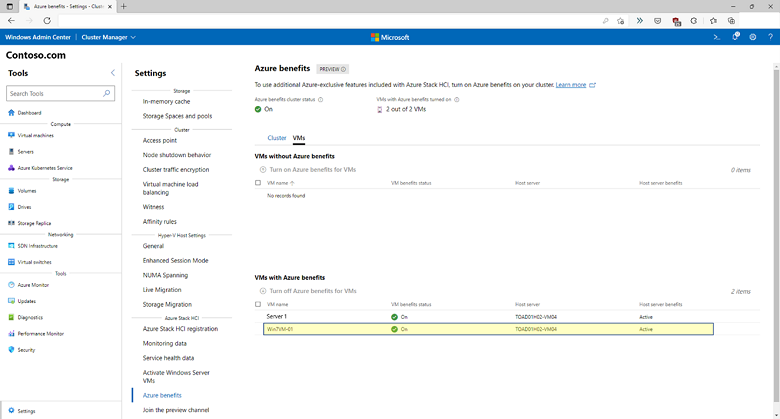 Azure benefits - Settings - Cluster
Windows Admin Center
Cluster Manager
Microsoft
Contoso.com
Tools
Search Tools
Dashboard
Compute
Virtual machines
Servers
Azure Kubernetes Service
Storage
Volumes
Drives
Storage Replica
Networking
SDN Infrastructure
Virtual switches
Tools
Azure Monitor
Updates
Diagnostics
Performance Monitor
Security
Settings
Settings
Storage
In-memory cache
Storage Spaces and pools
Cluster
Access point
Node shutdown behavior
Cluster traffic encryption
Virtual machine load
balancing
Witness
Affinity rules
Hyper-V Host Settings
General
Enhanced Session Mode
NUMA Spanning
Live Migration
Storage Migration
Azure Stack HCI
Azure Stack HCI registration
Monitoring data
Service health data
Activate Windows Server
VMs
Azure benefits
Join the preview channel
Azure benefits PREVIEW
To use additional Azure-exclusive features included with Azure Stack HCI, turn on Azure benefits on your cluster. Learn more
Azure benefits cluster status VMs with Azure benefits turned on
On 2 out of 2 VMs
Cluster VMs
VMs without Azure benefits
Turn on Azure benefits for VMs 0 items
VM name VM benefits status Host server Host server benefits
No records found
VMs with Azure benefits
Turn off Azure benefits for VMs 2 items
VM name VM benefits status Host server Host server benefits
Server 1 On TOAD01H02-VM04 Active
Win7VM-01 On TOAD01H02-VM04 Active